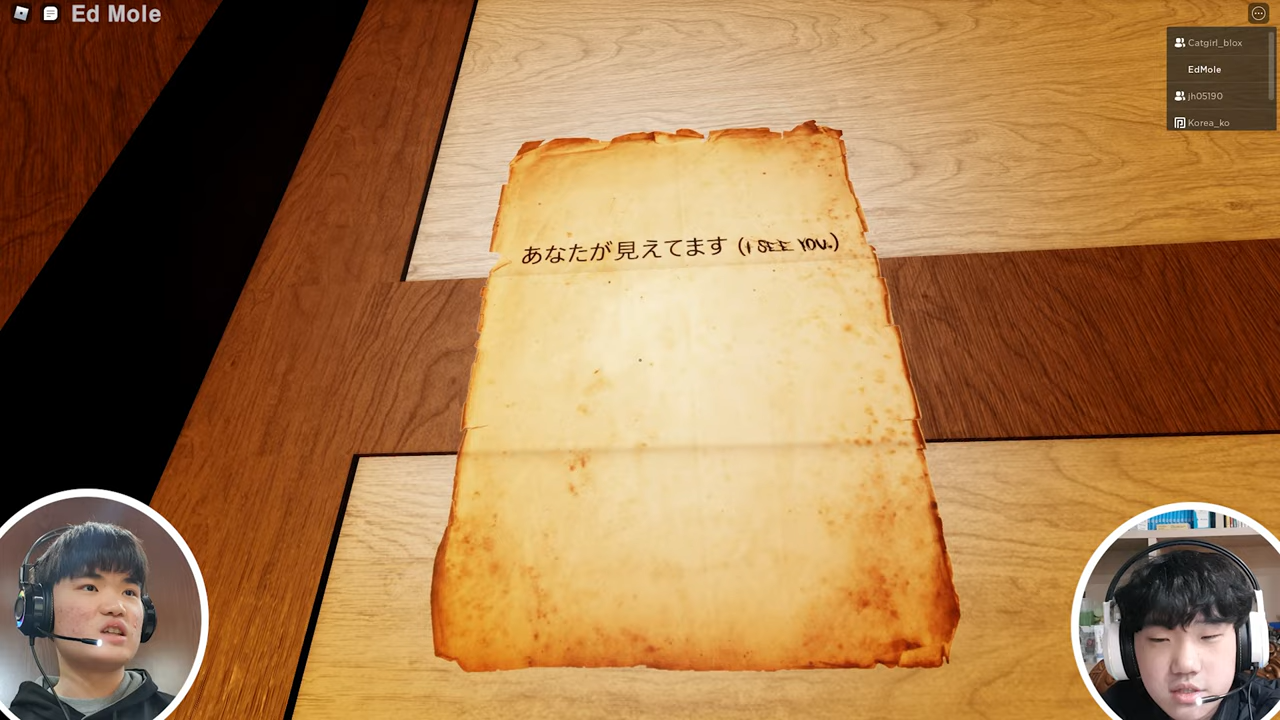 Ed Mole
Catgirl_blox
EdMole
jh05190
Korea_ko
あなたが見えてます (I SEE YOU.)